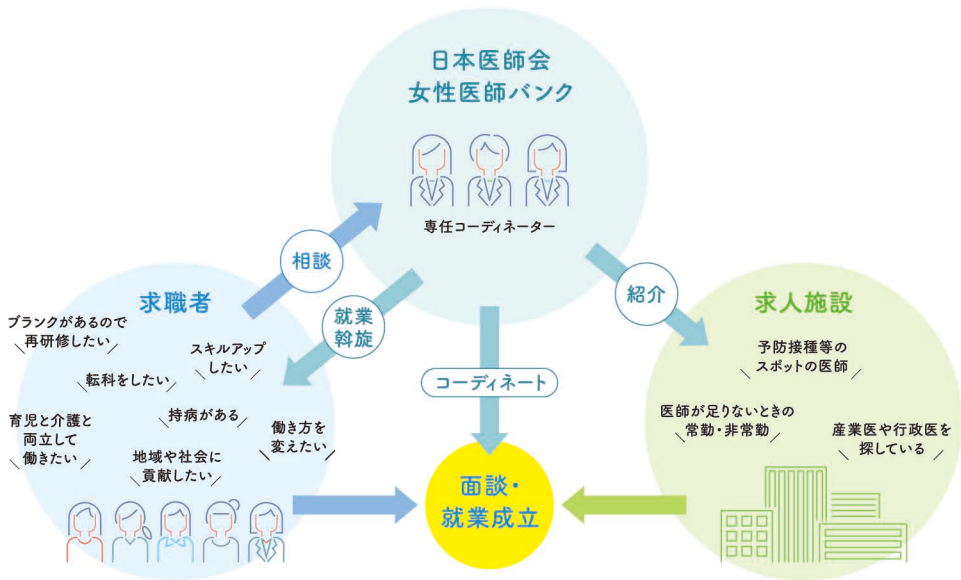 日本医師会
女性医師バンク
専任コーディネーター
相談
就業
斡旋
紹介
コーディネート
求職者
ブランクがあるので
再研修したい
スキルアップ
したい
転科をしたい
持病がある
育児と介護と
両立して
働きたい
地域や社会に
貢献したい
働き方を
変えたい
求人施設
予防接種等の
スポットの医師
医師が足りないときの
常勤・非常勤
産業医や行政医を
探している
面談・
就業成立